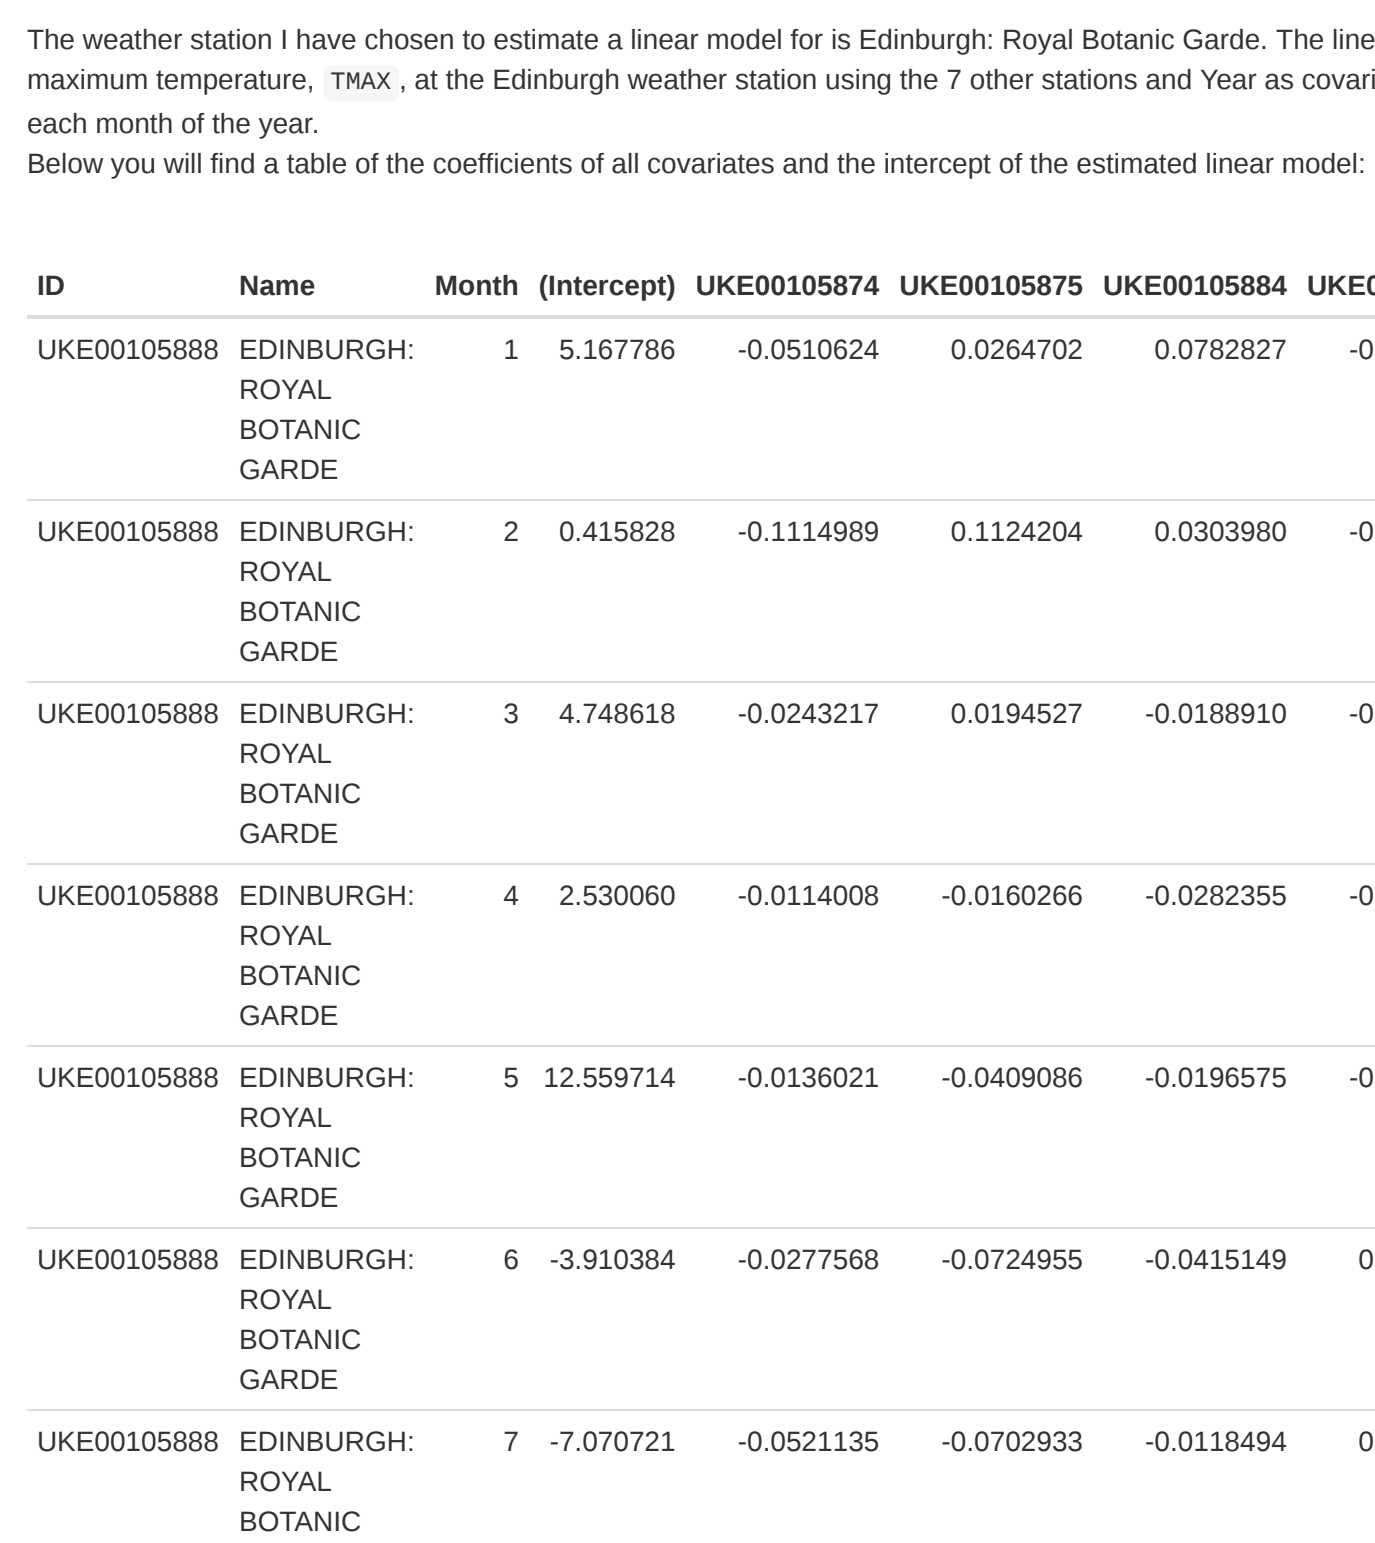 The weather station I have chosen to estimate a linear model for is Edinburgh: Royal Botanic Garde. The line
maximum temperature, TMAX , at the Edinburgh weather station using the 7 other stations and Year as covari
each month of the year.
Below you will find a table of the coefficients of all covariates and the intercept of the estimated linear model:
ID Name Month (Intercept) UKE00105874 UKE00105875 UKE00105884 UKE0
UKE00105888 EDINBURGH: 1 5.167786 -0.0510624 0.0264702 0.0782827 -0
ROYAL
BOTANIC
GARDE
UKE00105888 EDINBURGH: 2 0.415828 -0.1114989 0.1124204 0.0303980 -0
ROYAL
BOTANIC
GARDE
UKE00105888 EDINBURGH: 3 4.748618 -0.0243217 0.0194527 -0.0188910 -0
ROYAL
BOTANIC
GARDE
UKE00105888 EDINBURGH: 4 2.530060 -0.0114008 -0.0160266 -0.0282355 -0
ROYAL
BOTANIC
GARDE
UKE00105888 EDINBURGH: 5 12.559714 -0.0136021 -0.0409086 -0.0196575 -0
ROYAL
BOTANIC
GARDE
UKE00105888 EDINBURGH: 6 -3.910384 -0.0277568 -0.0724955 -0.0415149 0
ROYAL
BOTANIC
GARDE
UKE00105888 EDINBURGH: 7 -7.070721 -0.0521135 -0.0702933 -0.0118494 0
ROYAL
BOTANIC